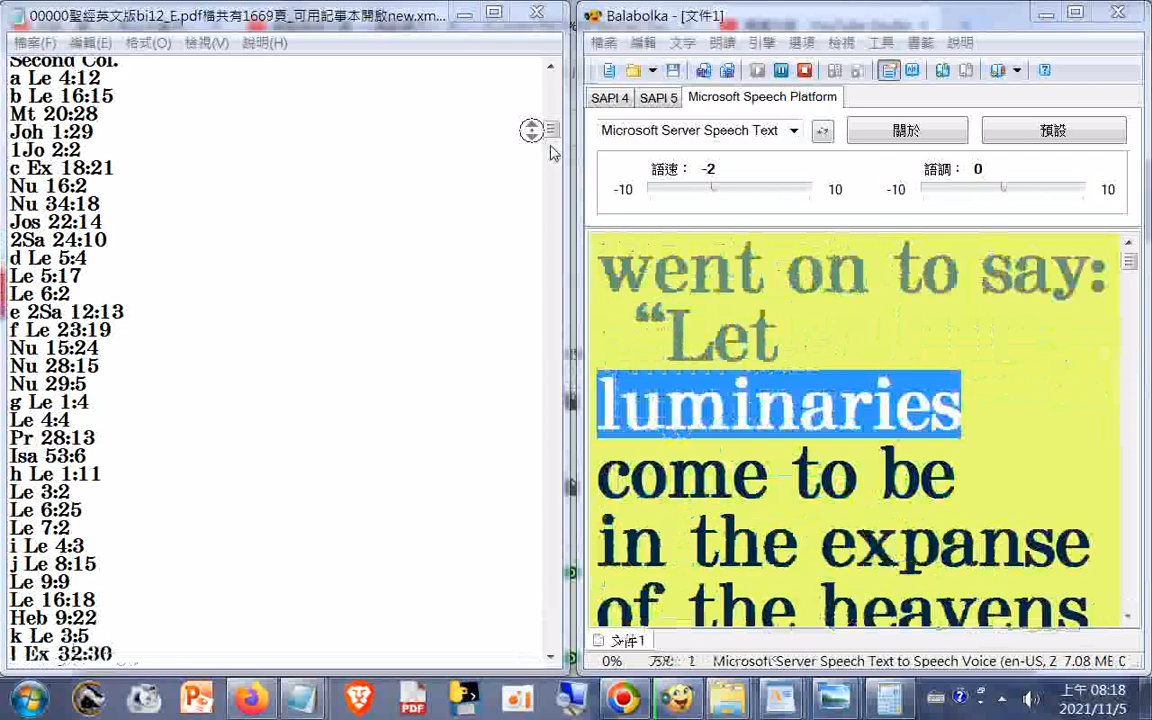 00000聖經英文版bi12_E.pdf檔共有1669頁_可用記事本開啟new.xm...
檔案(F) 編輯(E) 格式(O) 檢視(V) 說明(H)
Second Col.
a Le 4:12
b Le 16:15
Mt 20:28
Joh 1:29
1Jo 2:2
c Ex 18:21
Nu 16:2
Nu 34:18
Jos 22:14
2Sa 24:10
d Le 5:4
Le 5:17
Le 6:2
e 2Sa 12:13
f Le 23:19
Nu 15:24
Nu 28:15
Nu 29:5
g Le 1:4
Le 4:4
Pr 28:13
Isa 53:6
h Le 1:11
Le 3:2
Le 6:25
Le 7:2
i Le 4:3
j Le 8:15
Le 9:9
Le 16:18
Heb 9:22
k Le 3:5
l Ex 32:30
Balabolka - [文件1]
檔案 編輯 文字 朗讀 引擎 選項 檢視 工具 書籤 說明
SAPI 4 SAPI 5 Microsoft Speech Platform
Microsoft Server Speech Text 關於 預設
語速： -2 語調： 0
-10 10 -10 10
went on to say:
“Let
luminaries
come to be
in the expanse
of the heavens
文件1
0% 1 Microsoft Server Speech Text to Speech Voice (en-US, 2 7.08 MB
上午 08:18
2021/11/5